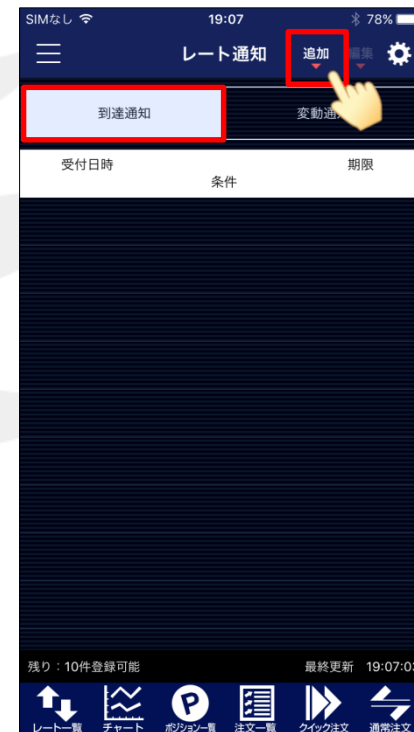 SIMなし 19:07 78%
レート通知 追加 編集
到達通知 変動通
受付日時 期限
条件
残り：10件登録可能 最終更新 19:07:03
レート一覧 チャート ポジション一覧 注文一覧 クイック注文 通常注文